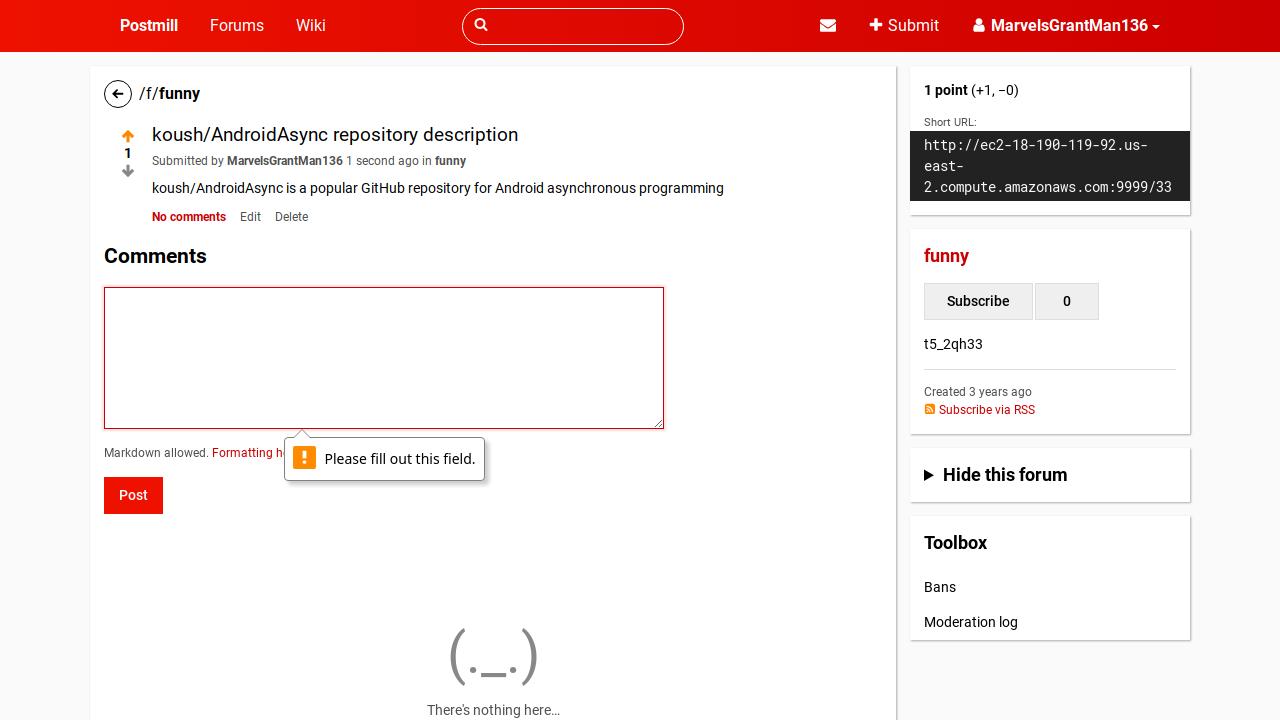 Postmill
Forums
Wiki
Submit
MarvelsGrantMan136
/f/funny
koush/AndroidAsync repository description
1
Submitted by MarvelsGrantMan136 1 second ago in funny
koush/AndroidAsync is a popular GitHub repository for Android asynchronous programming
No comments
Edit
Delete
Comments
Markdown allowed. Formatting
Please fill out this field.
Post
(._.)
There's nothing here…
1 point (+1, −0)
Short URL:
http://ec2-18-190-119-92.us-
east-
2.compute.amazonaws.com:9999/33
funny
Subscribe
0
t5_2qh33
Created 3 years ago
Subscribe via RSS
Hide this forum
Toolbox
Bans
Moderation log